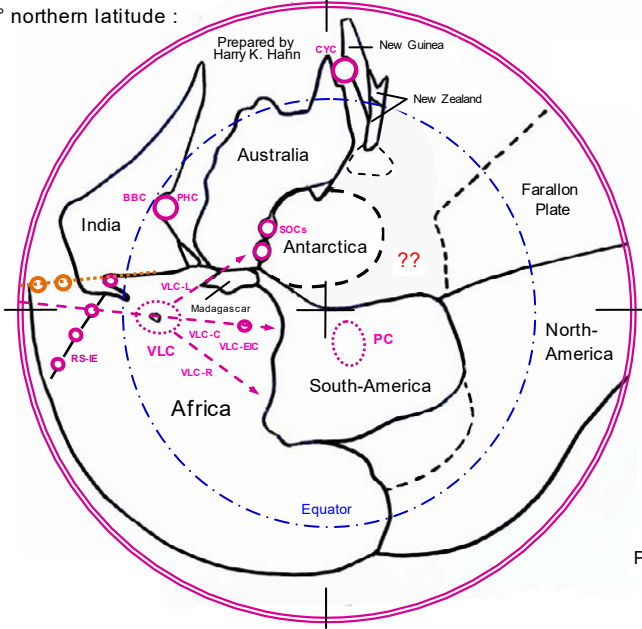 ° northern latitude :
Prepared by
Harry K. Hahn
CYC
New Guinea
New Zealand
Australia
Farallon
Plate
BBC
PHC
India
SOCs
Antarctica
??
VLC-L
Madagascar
VLC-C
VLC-EIC
VLC
RS-IE
VLC-R
PC
North-
America
South-America
Africa
Equator
P